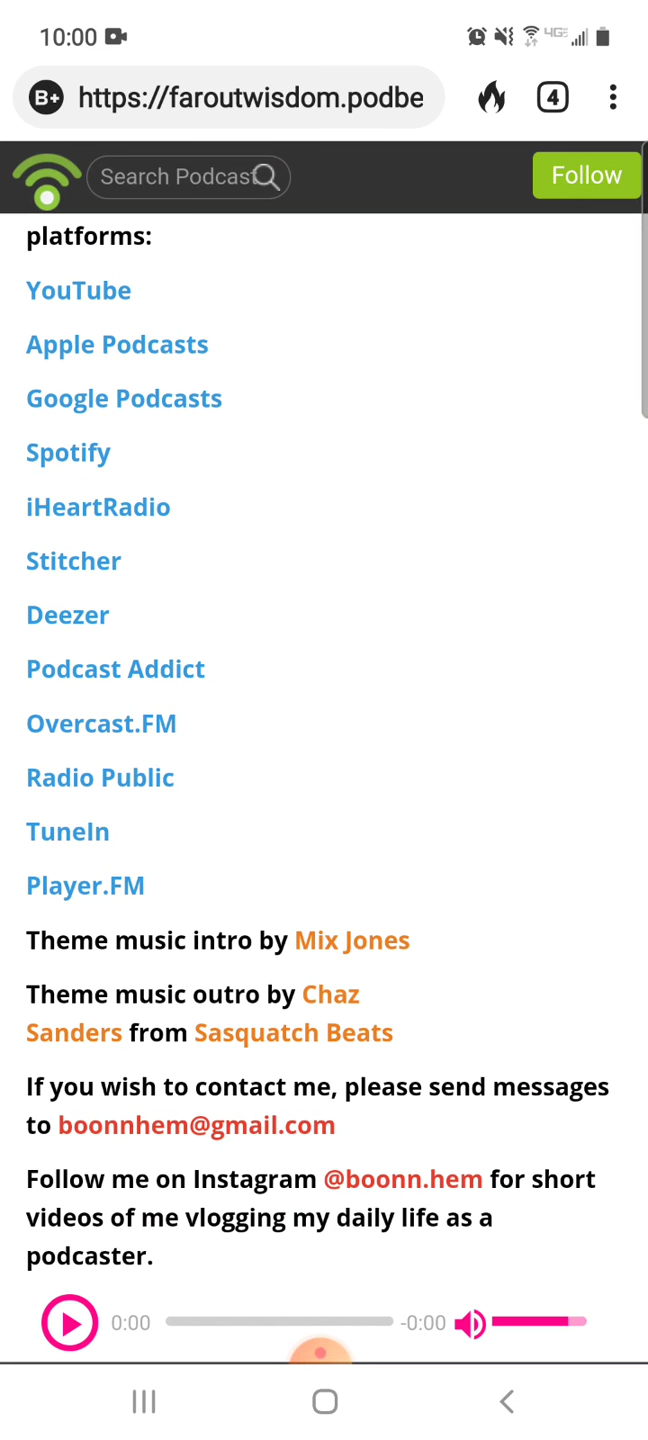 10:00
4G
B+ https://faroutwisdom.podbe 4
Search Podcast Follow
platforms:
YouTube
Apple Podcasts
Google Podcasts
Spotify
iHeartRadio
Stitcher
Deezer
Podcast Addict
Overcast.FM
Radio Public
TuneIn
Player.FM
Theme music intro by Mix Jones
Theme music outro by Chaz
Sanders from Sasquatch Beats
If you wish to contact me, please send messages
to boonnhem@gmail.com
Follow me on Instagram @boonn.hem for short
videos of me vlogging my daily life as a
podcaster.
0:00 -0:00